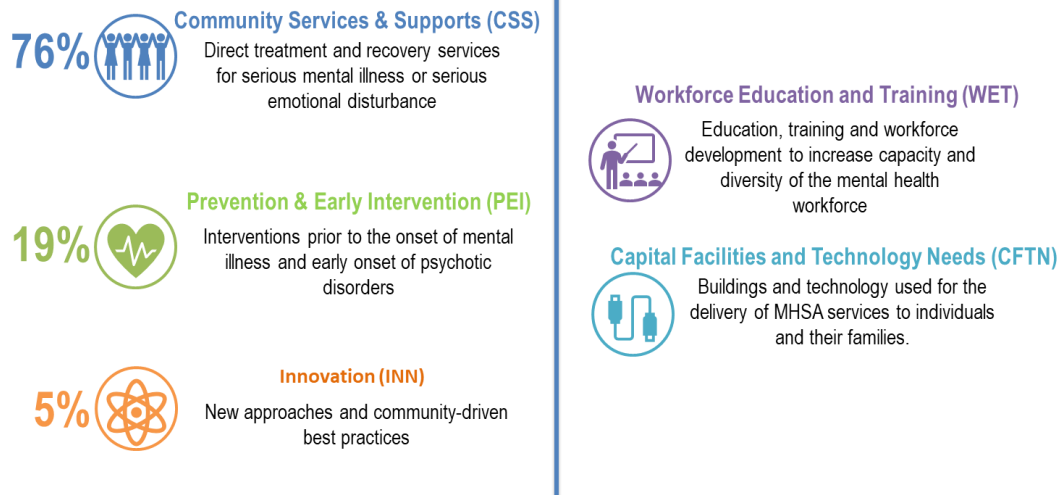 Community Services & Supports (CSS)
76%
Direct treatment and recovery services
for serious mental illness or serious
emotional disturbance
Prevention & Early Intervention (PEI)
19%
Interventions prior to the onset of mental
illness and early onset of psychotic
disorders
Innovation (INN)
5%
New approaches and community-driven
best practices
Workforce Education and Training (WET)
Education, training and workforce
development to increase capacity and
diversity of the mental health
workforce
Capital Facilities and Technology Needs (CFTN)
Buildings and technology used for the
delivery of MHSA services to individuals
and their families.